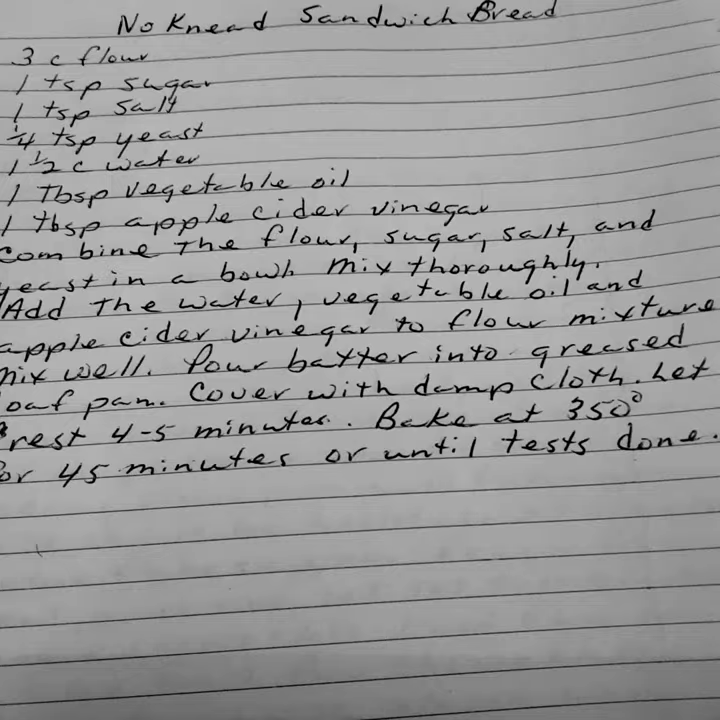 No Knead Sandwich Bread
3 c flour
1 tsp sugar
1 tsp salt
1/4 tsp yeast
1 1/2 c water
1 Tbsp vegetable oil
1 tbsp apple cider vinegar
combine The flour, sugar, salt, and
yeast in a bowl. Mix thoroughly.
Add The water, vegetable oil and
apple cider vinegar to flour mixture
mix well. Pour batter into greased
loaf pan. Cover with damp cloth. Let
rest 4-5 minutes. Bake at 350°
for 45 minutes or until tests done.